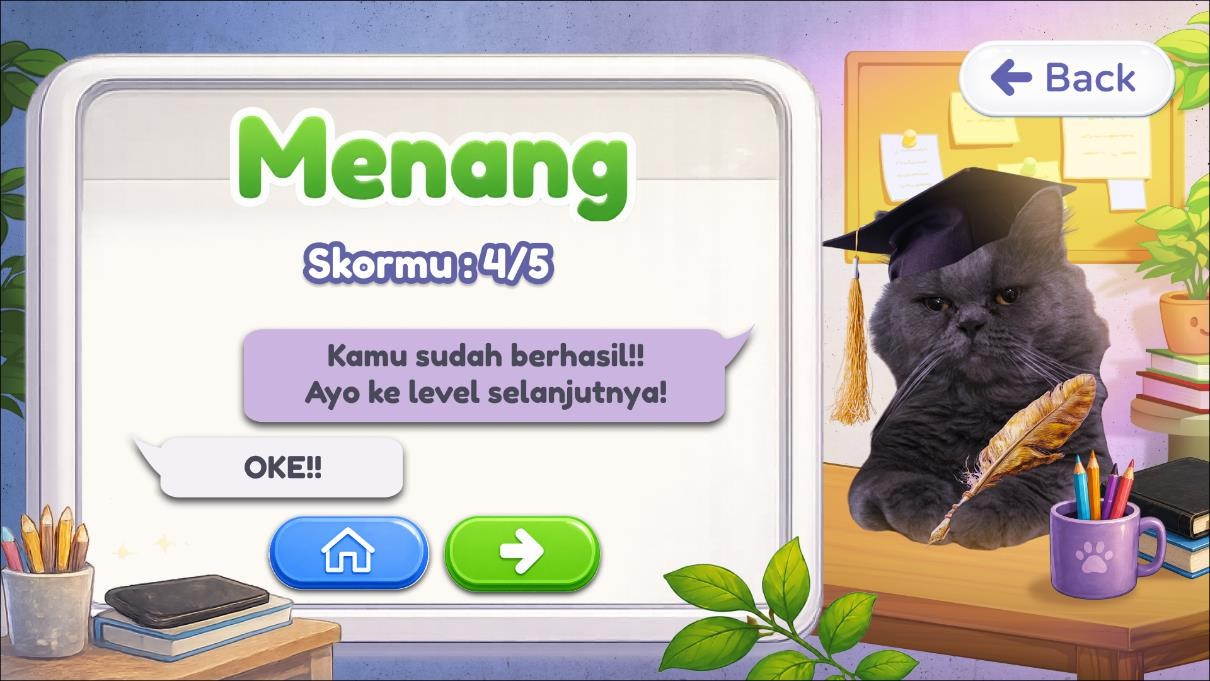 Back
Menang
Skormu : 4/5
Kamu sudah berhasil!!
Ayo ke level selanjutnya!
OKE!!